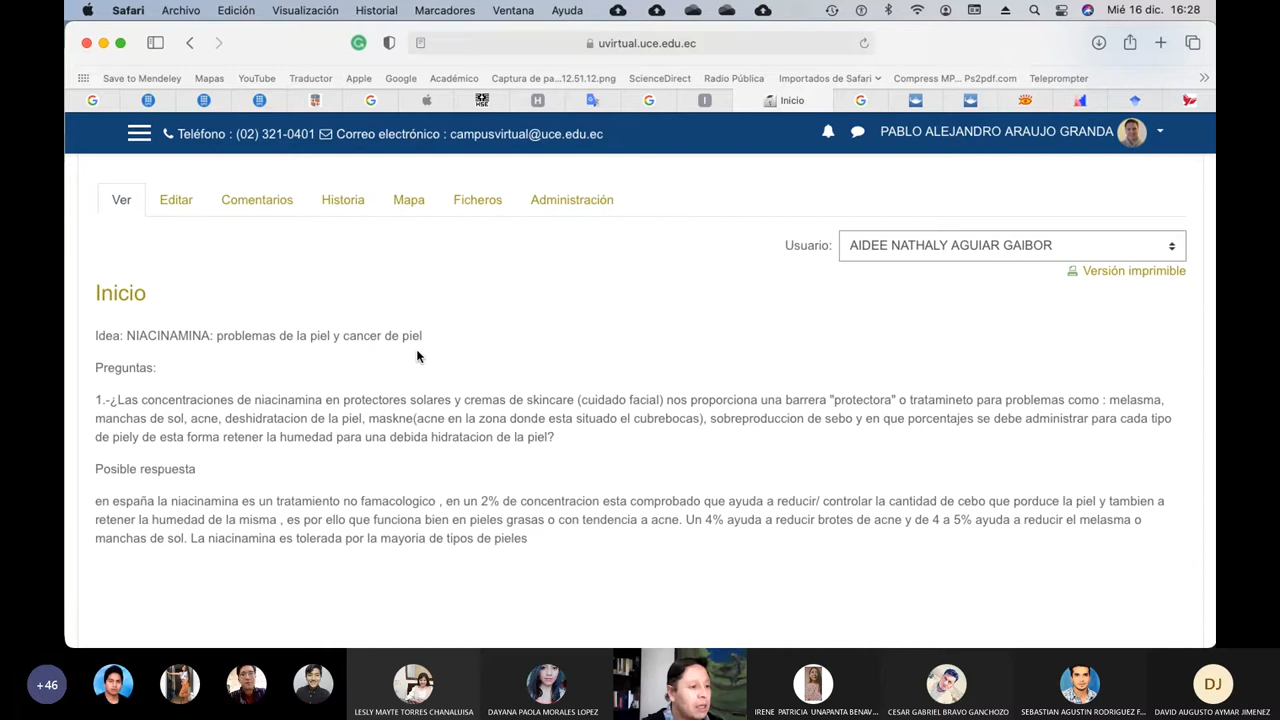 Safari Archivo Edición Visualización Historial Marcadores Ventana Ayuda Mié 16 dic. 16:28
uvirtual.uce.edu.ec
Save to Mendeley Mapas YouTube Traductor Apple Google Académico Captura de pa...12.51.12.png ScienceDirect Radio Pública Importados de Safari Compress MP... Ps2pdf.com Teleprompter
HSE H I Inicio
Teléfono : (02) 321-0401 Correo electrónico : campusvirtual@uce.edu.ec PABLO ALEJANDRO ARAUJO GRANDA
Ver Editar Comentarios Historia Mapa Ficheros Administración
Usuario: AIDEE NATHALY AGUIAR GAIBOR
Versión imprimible
Inicio
Idea: NIACINAMINA: problemas de la piel y cancer de piel
Preguntas:
1.-¿Las concentraciones de niacinamina en protectores solares y cremas de skincare (cuidado facial) nos proporciona una barrera "protectora" o tratamineto para problemas como : melasma,
manchas de sol, acne, deshidratacion de la piel, maskne(acne en la zona donde esta situado el cubrebocas), sobreproduccion de sebo y en que porcentajes se debe administrar para cada tipo
de piely de esta forma retener la humedad para una debida hidratacion de la piel?
Posible respuesta
en españa la niacinamina es un tratamiento no famacologico , en un 2% de concentracion esta comprobado que ayuda a reducir/ controlar la cantidad de cebo que porduce la piel y tambien a
retener la humedad de la misma , es por ello que funciona bien en pieles grasas o con tendencia a acne. Un 4% ayuda a reducir brotes de acne y de 4 a 5% ayuda a reducir el melasma o
manchas de sol. La niacinamina es tolerada por la mayoria de tipos de pieles
+46 DJ
LESLY MAYTE TORRES CHANALUISA DAYANA PAOLA MORALES LOPEZ IRENE PATRICIA UNAPANTA BENAV... CESAR GABRIEL BRAVO GANCHOZO SEBASTIAN AGUSTIN RODRIGUEZ F... DAVID AUGUSTO AYMAR JIMENEZ